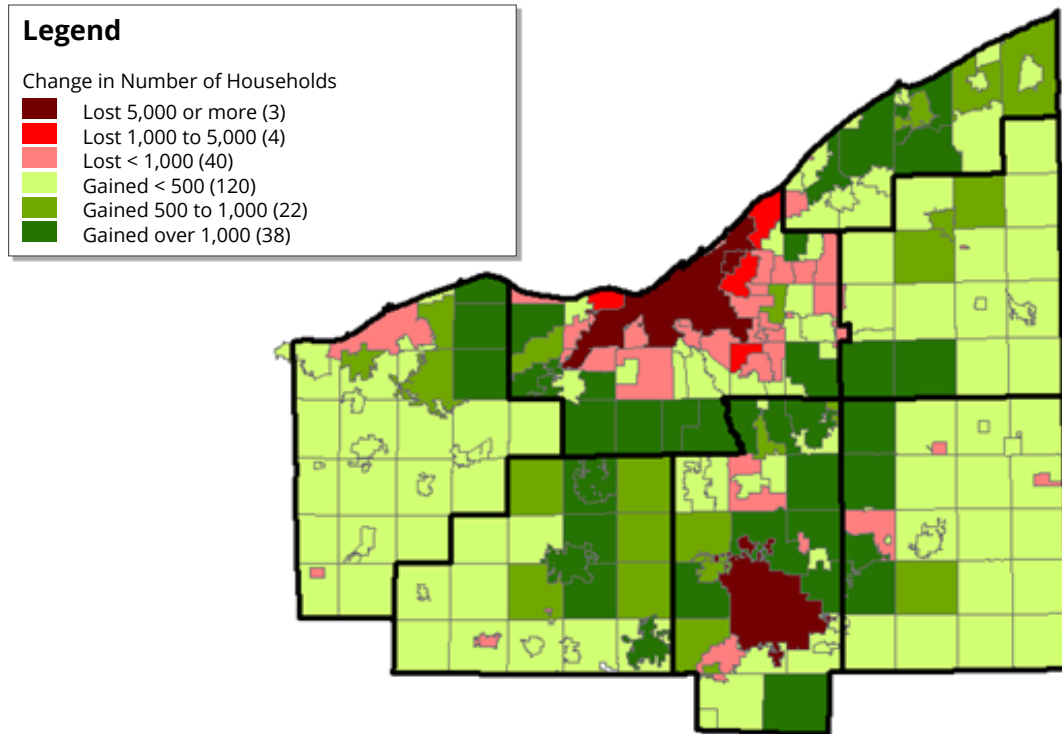 Legend
Change in Number of Households
Lost 5,000 or more (3)
Lost 1,000 to 5,000 (4)
Lost < 1,000 (40)
Gained < 500 (120)
Gained 500 to 1,000 (22)
Gained over 1,000 (38)